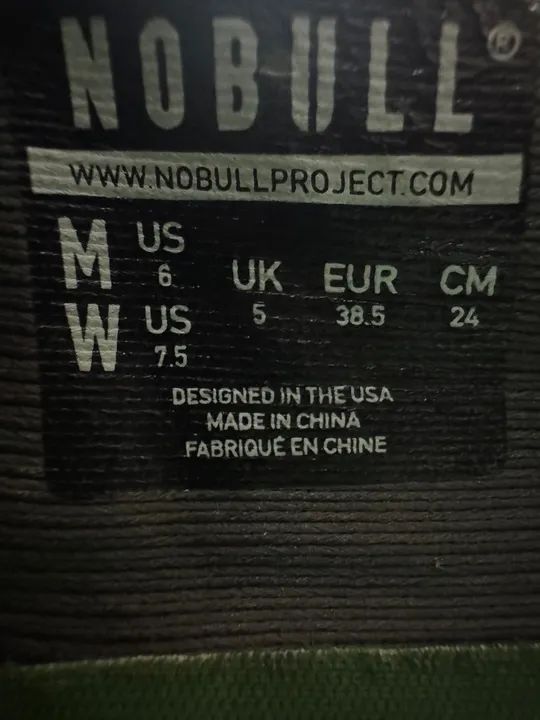 NOBULL®
WWW.NOBULLPROJECT.COM
M US 6
W US 7.5
UK 5
EUR 38.5
CM 24
DESIGNED IN THE USA
MADE IN CHINA
FABRIQUÉ EN CHINE